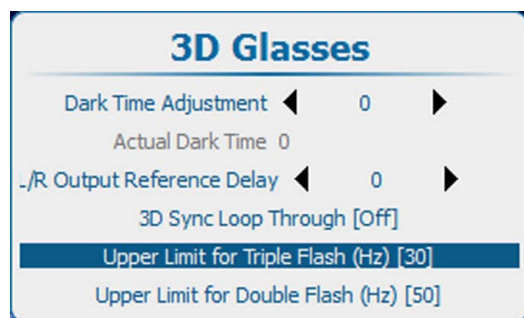 3D Glasses
Dark Time Adjustment 0
Actual Dark Time 0
/R Output Reference Delay 0
3D Sync Loop Through [Off]
Upper Limit for Triple Flash (Hz) [30]
Upper Limit for Double Flash (Hz) [50]